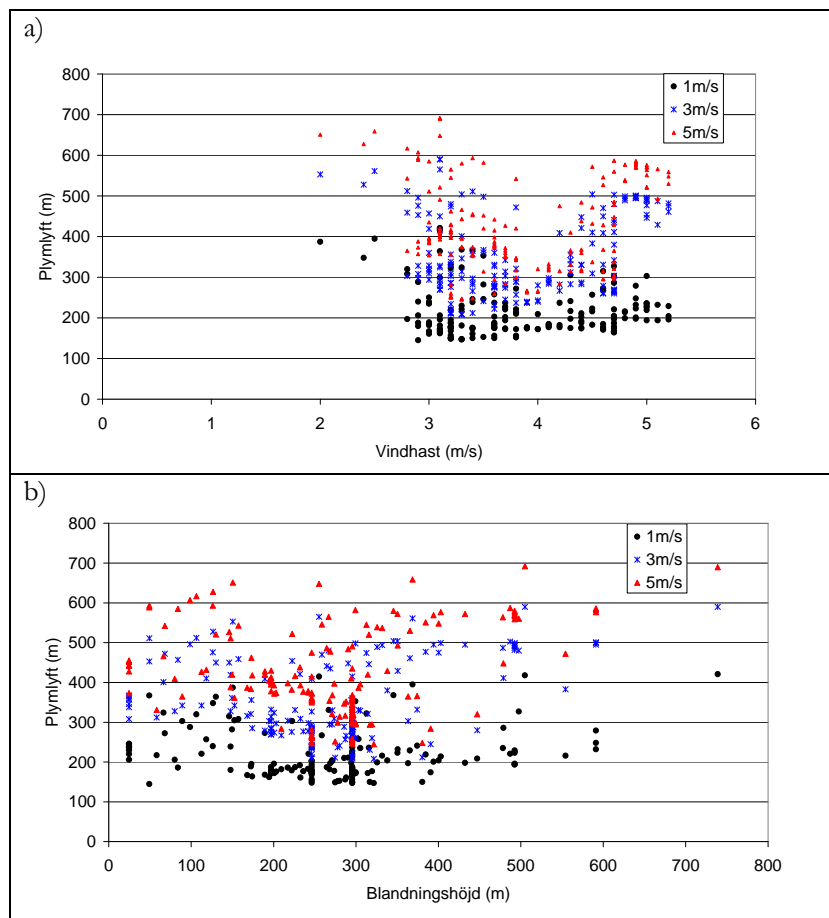 a)
800
700
600
500
400
300
200
100
0
Plymlyft (m)
1m/s
3m/s
5m/s
0 1 2 3 4 5 6
Vindhast (m/s)
b)
800
700
600
500
400
300
200
100
0
Plymlyft (m)
1m/s
3m/s
5m/s
0 100 200 300 400 500 600 700 800
Blandningshöjd (m)